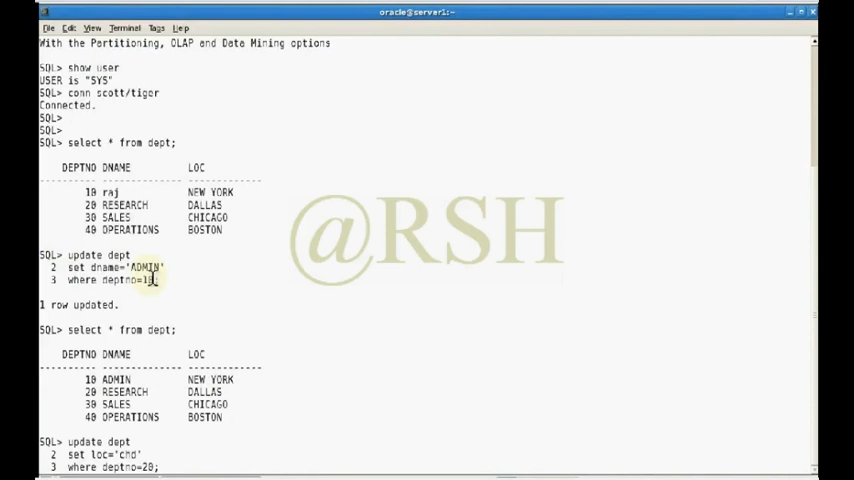 oracle@server1:~
File Edit View Terminal Tags Help
With the Partitioning, OLAP and Data Mining options
SQL> show user
USER is "SYS"
SQL> conn scott/tiger
Connected.
SQL>
SQL>
SQL> select * from dept;
DEPTNO DNAME LOC
---------- -------------- -------------
10 raj NEW YORK
20 RESEARCH DALLAS
30 SALES CHICAGO
40 OPERATIONS BOSTON
@RSH
SQL> update dept
2 set dname='ADMIN'
3 where deptno=10;
1 row updated.
SQL> select * from dept;
DEPTNO DNAME LOC
---------- -------------- -------------
10 ADMIN NEW YORK
20 RESEARCH DALLAS
30 SALES CHICAGO
40 OPERATIONS BOSTON
SQL> update dept
2 set loc='chd'
3 where deptno=20;